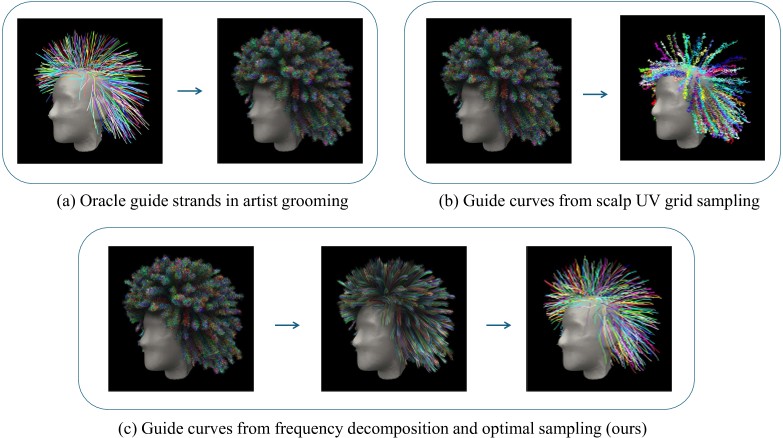 (a) Oracle guide strands in artist grooming
(b) Guide curves from scalp UV grid sampling
(c) Guide curves from frequency decomposition and optimal sampling (ours)